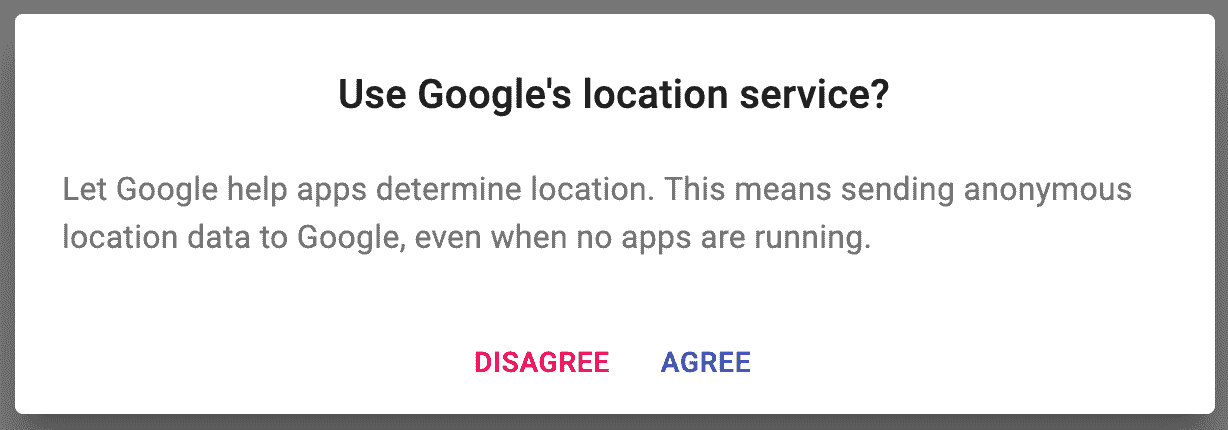 Use Google's location service?
Let Google help apps determine location. This means sending anonymous
location data to Google, even when no apps are running.
DISAGREE AGREE